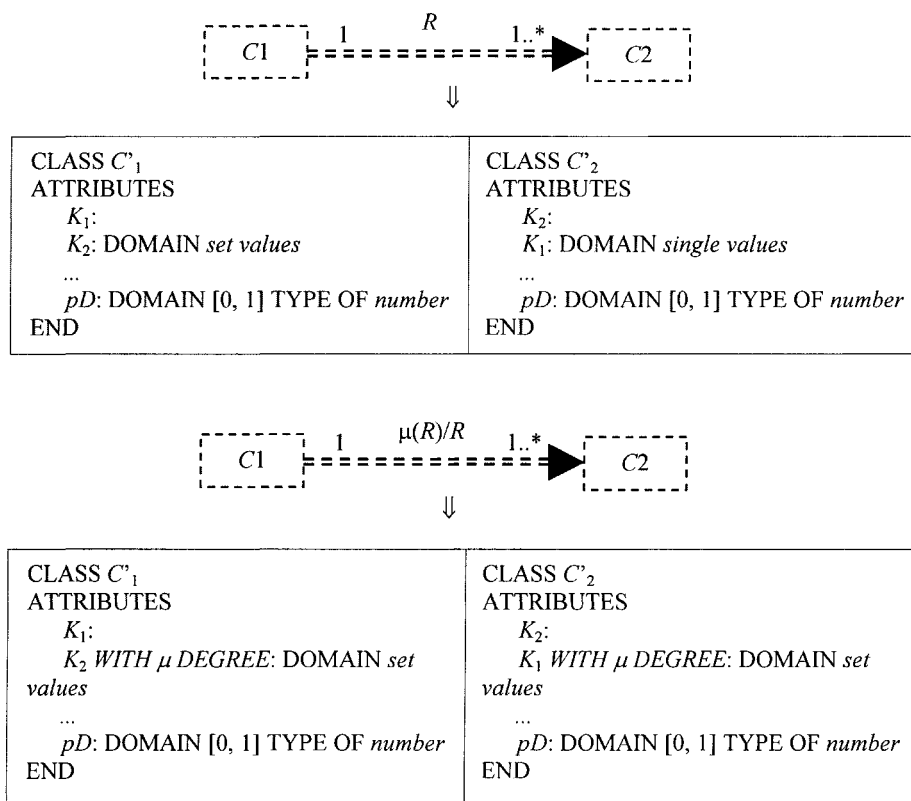 R
1 1..*
C1 C2
⇓
CLASS C’1
ATTRIBUTES
K1:
K2: DOMAIN set values
...
pD: DOMAIN [0, 1] TYPE OF number
END
CLASS C’2
ATTRIBUTES
K2:
K1: DOMAIN single values
...
pD: DOMAIN [0, 1] TYPE OF number
END
μ(R)/R
1 1..*
C1 C2
⇓
CLASS C’1
ATTRIBUTES
K1:
K2 WITH μ DEGREE: DOMAIN set
values
...
pD: DOMAIN [0, 1] TYPE OF number
END
CLASS C’2
ATTRIBUTES
K2:
K1 WITH μ DEGREE: DOMAIN set
values
...
pD: DOMAIN [0, 1] TYPE OF number
END